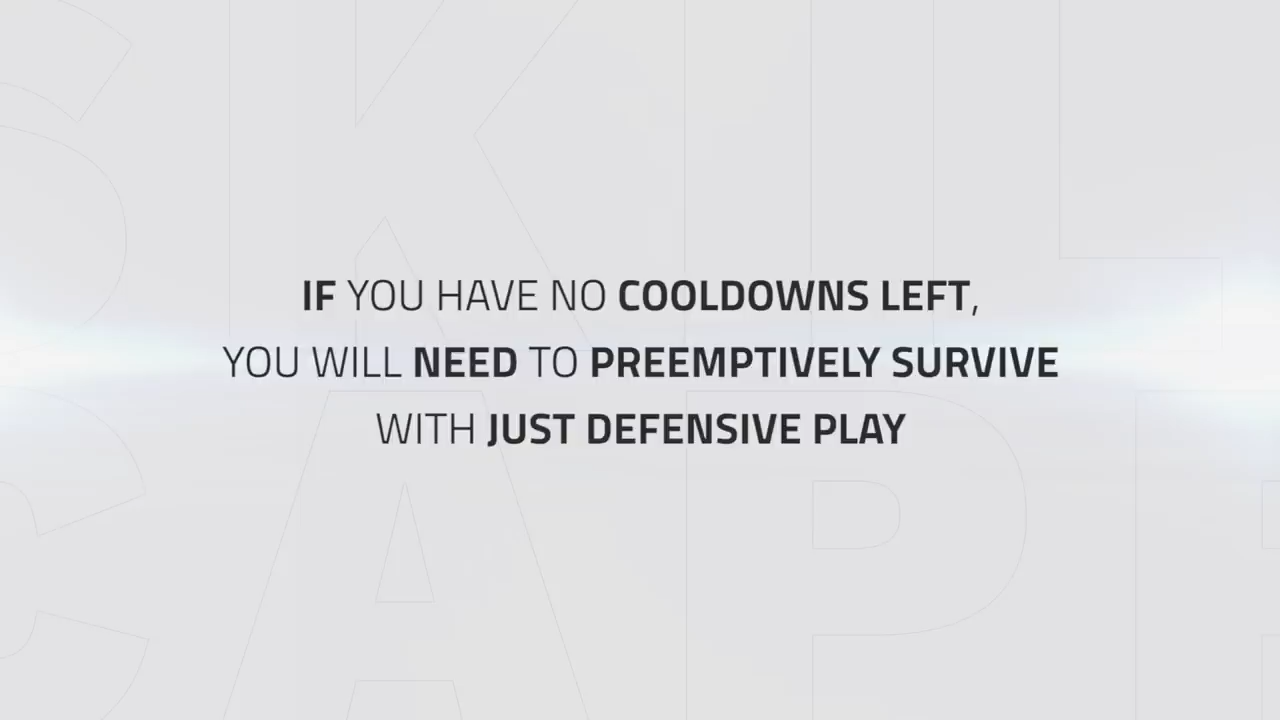 IF YOU HAVE NO COOLDOWNS LEFT,
YOU WILL NEED TO PREEMPTIVELY SURVIVE
WITH JUST DEFENSIVE PLAY